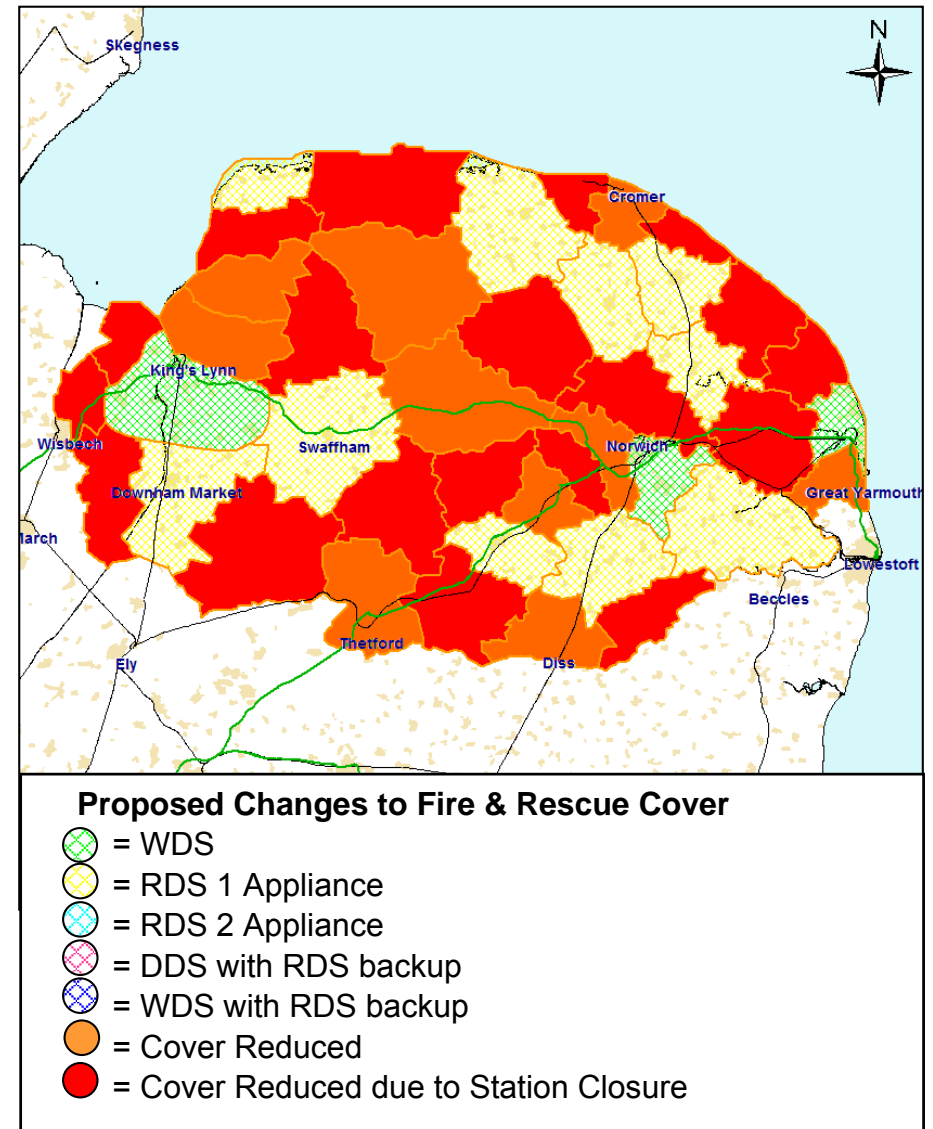 Skegness
N
Cromer
King's Lynn
Wisbech
Swaffham
Norwich
Downham Market
Great Yarmouth
March
Lowestoft
Beccles
Thetford
Ely
Diss
Proposed Changes to Fire & Rescue Cover
= WDS
= RDS 1 Appliance
= RDS 2 Appliance
= DDS with RDS backup
= WDS with RDS backup
= Cover Reduced
= Cover Reduced due to Station Closure